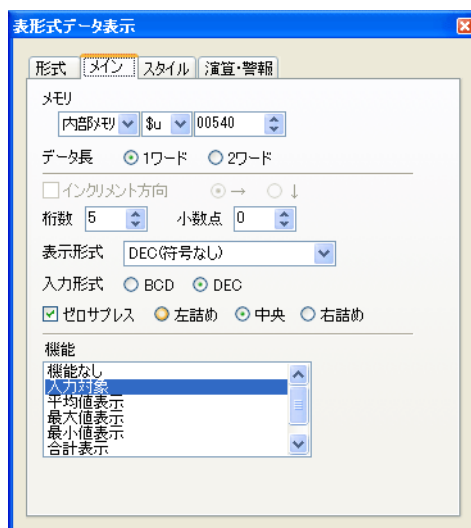 表形式データ表示
形式 メイン スタイル 演算・警報
メモリ
内部メモリ $u 00540
データ長 1ワード 2ワード
インクリメント方向 → ↓
桁数 5 小数点 0
表示形式 DEC(符号なし)
入力形式 BCD DEC
ゼロサプレス 左詰め 中央 右詰め
機能
機能なし
入力対象
平均値表示
最大値表示
最小値表示
合計表示